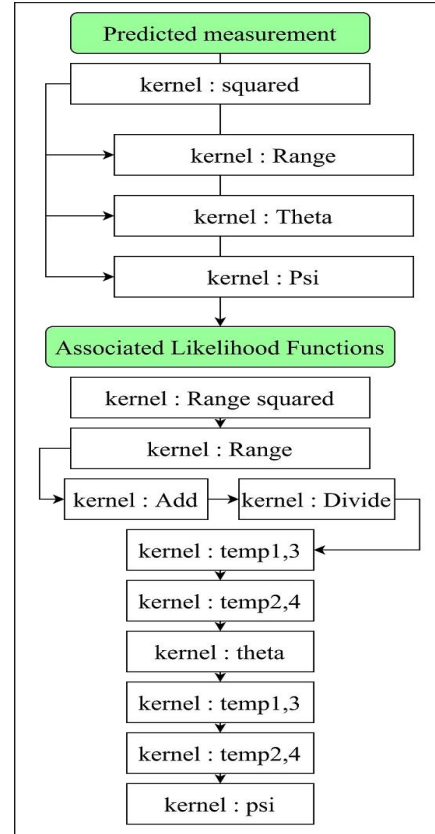 Predicted measurement
kernel : squared
kernel : Range
kernel : Theta
kernel : Psi
Associated Likelihood Functions
kernel : Range squared
kernel : Range
kernel : Add
kernel : Divide
kernel : temp1,3
kernel : temp2,4
kernel : theta
kernel : temp1,3
kernel : temp2,4
kernel : psi